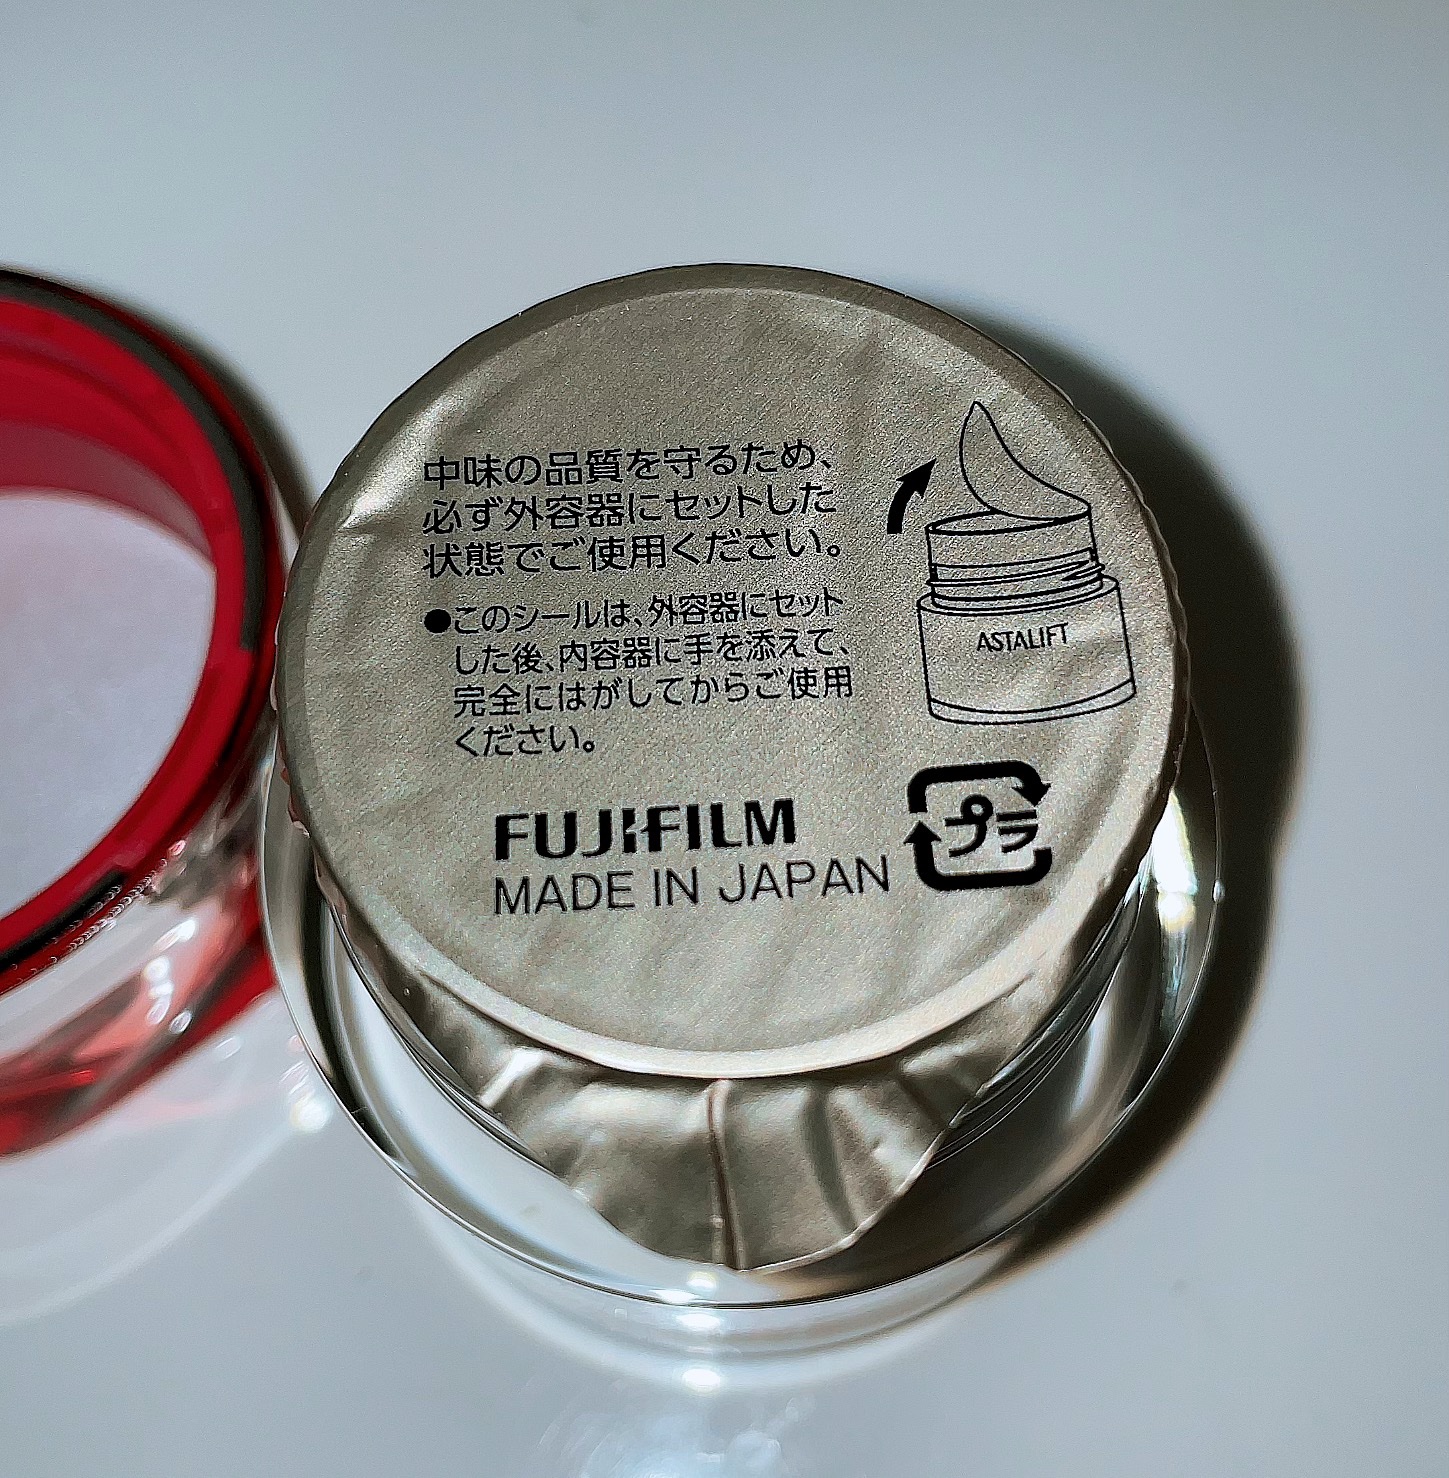 中味の品質を守るため、
必ず外容器にセットした
状態でご使用ください。
●このシールは、外容器にセット
した後、内容器に手を添えて、
完全にはがしてからご使用
ください。
ASTALIFT
FUJIFILM
MADE IN JAPAN
プラ